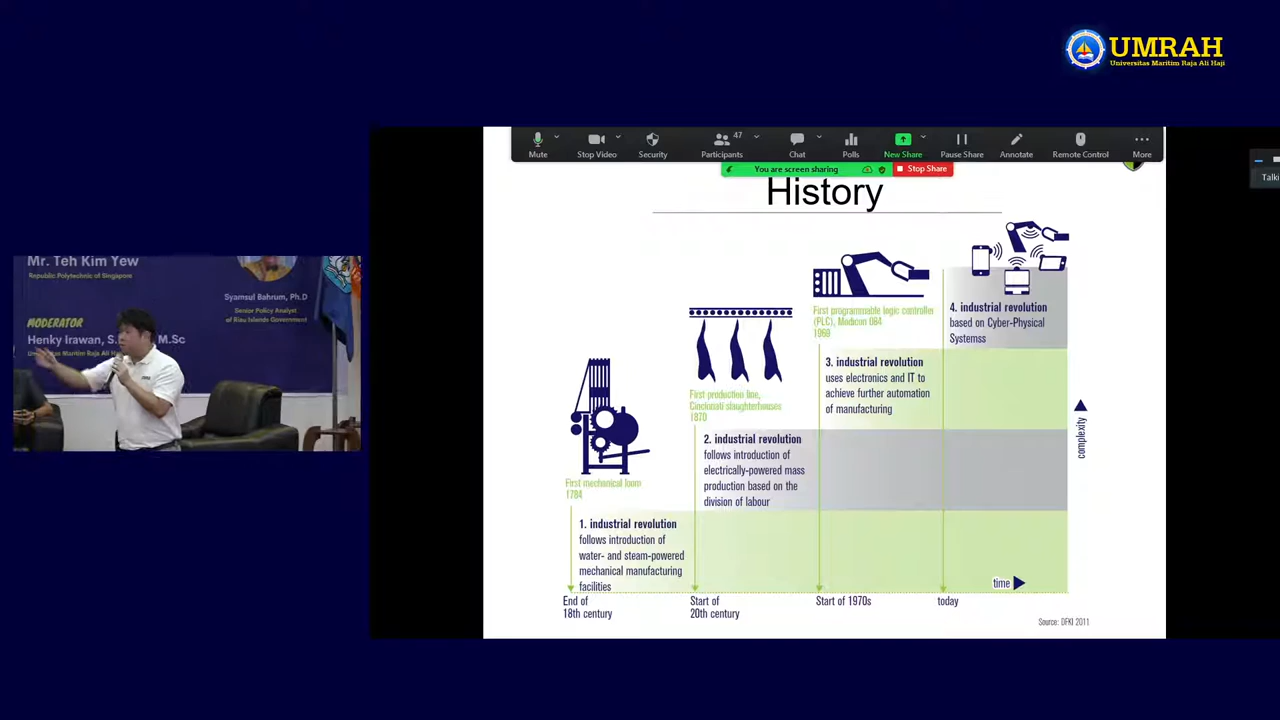 UMRAH
Universitas Maritim Raja Ali Haji
Mute
Stop Video
Security
47
Participants
Chat
Polls
New Share
Pause Share
Annotate
Remote Control
More
You are screen sharing
Stop Share
Talki
History
4. industrial revolution
based on Cyber-Physical
Systemss
First programmable logic controller
(PLC), Modicon 084
1969
3. industrial revolution
uses electronics and IT to
achieve further automation
of manufacturing
First production line,
Cincinnati slaughterhouses
1870
2. industrial revolution
follows introduction of
electrically-powered mass
production based on the
division of labour
First mechanical loom
1784
1. industrial revolution
follows introduction of
water- and steam-powered
mechanical manufacturing
facilities
complexity
time
End of
18th century
Start of
20th century
Start of 1970s
today
Source: DFKI 2011
Mr. Teh Kim Yew
Republic Polytechnic of Singapore
Syamsul Bahrum, Ph.D
Senior Policy Analyst
of Riau Islands Government
MODERATOR
Henky Irawan, S. M.Sc
Universitas Maritim Raja Ali Ha